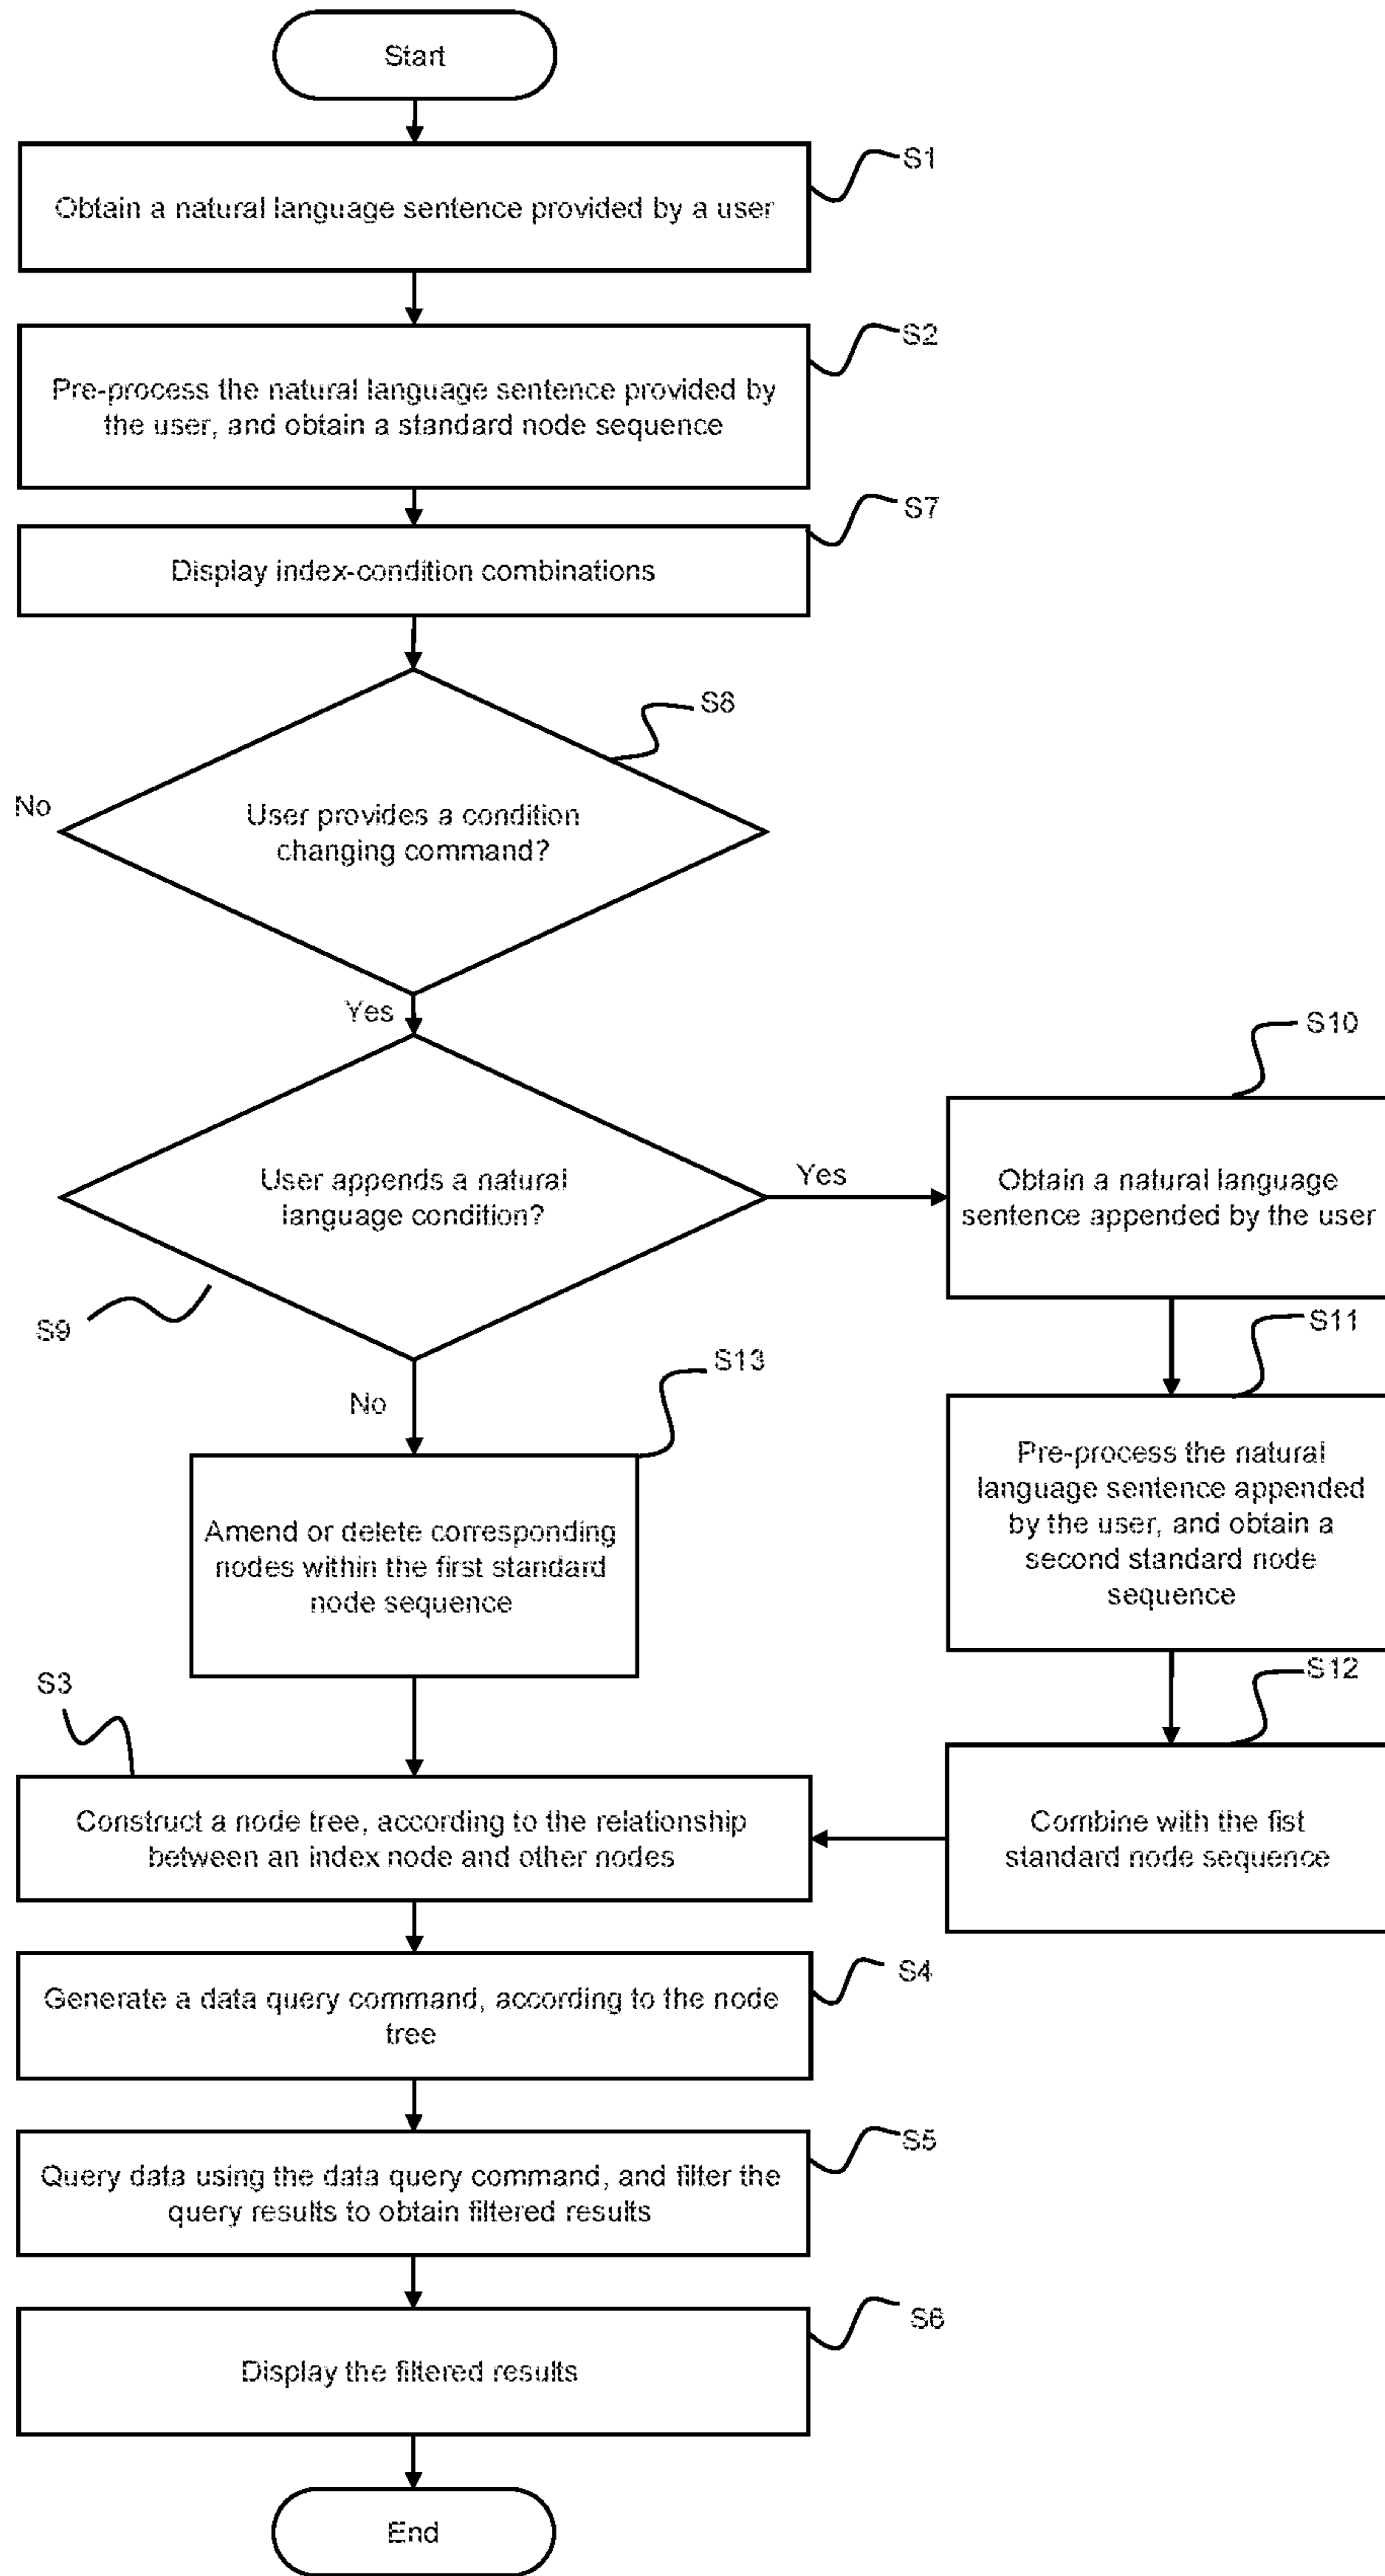 Start
S1
Obtain a natural language sentence provided by a user
S2
Pre-process the natural language sentence provided by
the user, and obtain a standard node sequence
S7
Display index-condition combinations
S8
No
User provides a condition
changing command?
Yes
S10
User appends a natural
language condition?
Yes
Obtain a natural language
sentence appended by the user
S9
S11
No
S13
Pre-process the natural
language sentence appended
by the user, and obtain a
second standard node
sequence
Amend or delete corresponding
nodes within the first standard
node sequence
S3
S12
Construct a node tree, according to the relationship
between an index node and other nodes
Combine with the fist
standard node sequence
S4
Generate a data query command, according to the node
tree
S5
Query data using the data query command, and filter the
query results to obtain filtered results
S6
Display the filtered results
End